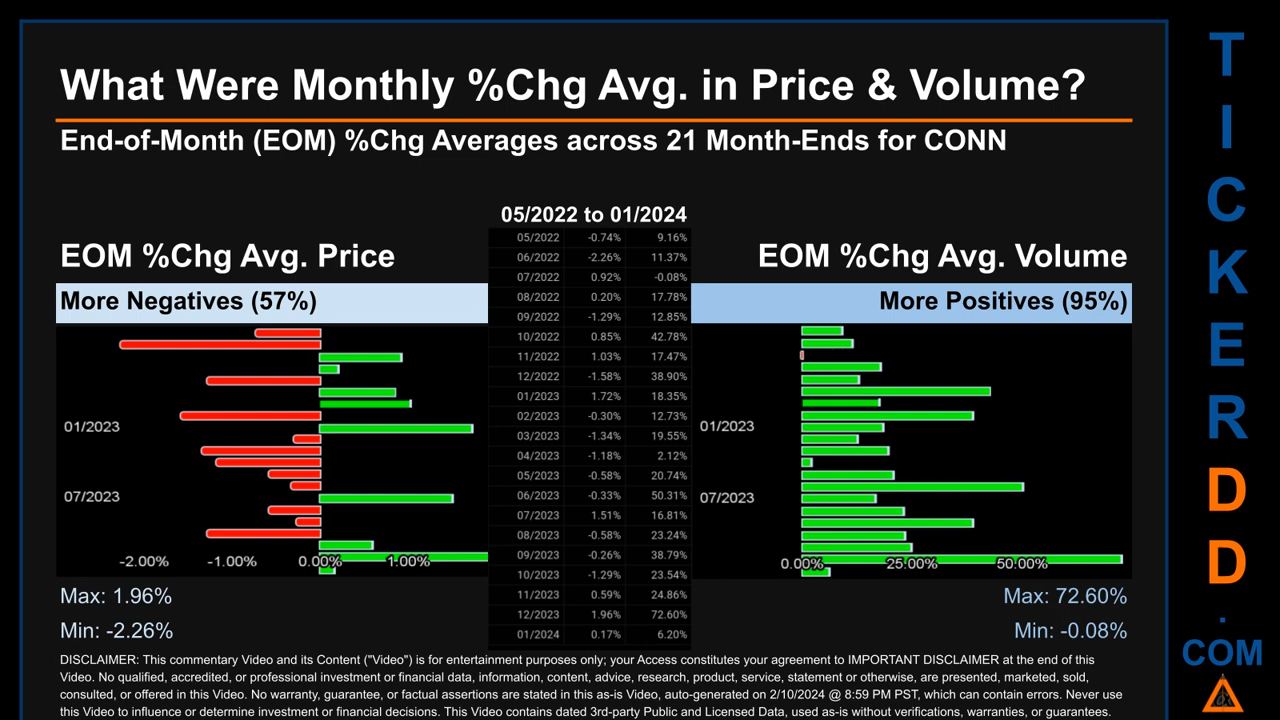 What Were Monthly %Chg Avg. in Price & Volume?
End-of-Month (EOM) %Chg Averages across 21 Month-Ends for CONN
05/2022 to 01/2024
EOM %Chg Avg. Price
EOM %Chg Avg. Volume
More Negatives (57%)
More Positives (95%)
05/2022 -0.74% 9.16%
06/2022 -2.26% 11.37%
07/2022 0.92% -0.08%
08/2022 0.20% 17.78%
09/2022 -1.29% 12.85%
10/2022 0.85% 42.78%
11/2022 1.03% 17.47%
12/2022 -1.58% 38.90%
01/2023 1.72% 18.35%
02/2023 -0.30% 12.73%
03/2023 -1.34% 19.55%
04/2023 -1.18% 2.12%
05/2023 -0.58% 20.74%
06/2023 -0.33% 50.31%
07/2023 1.51% 16.81%
08/2023 -0.58% 23.24%
09/2023 -0.26% 38.79%
10/2023 -1.29% 23.54%
11/2023 0.59% 24.86%
12/2023 1.96% 72.60%
01/2024 0.17% 6.20%
01/2023
07/2023
-2.00% -1.00% 0.00% 1.00%
01/2023
07/2023
0.00% 25.00% 50.00%
Max: 1.96%
Min: -2.26%
Max: 72.60%
Min: -0.08%
DISCLAIMER: This commentary Video and its Content ("Video") is for entertainment purposes only; your Access constitutes your agreement to IMPORTANT DISCLAIMER at the end of this
Video. No qualified, accredited, or professional investment or financial data, information, content, advice, research, product, service, statement or otherwise, are presented, marketed, sold,
consulted, or offered in this Video. No warranty, guarantee, or factual assertions are stated in this as-is Video, auto-generated on 2/10/2024 @ 8:59 PM PST, which can contain errors. Never use
this Video to influence or determine investment or financial decisions. This Video contains dated 3rd-party Public and Licensed Data, used as-is without verifications, warranties, or guarantees.
T
I
C
K
E
R
D
D
.
COM